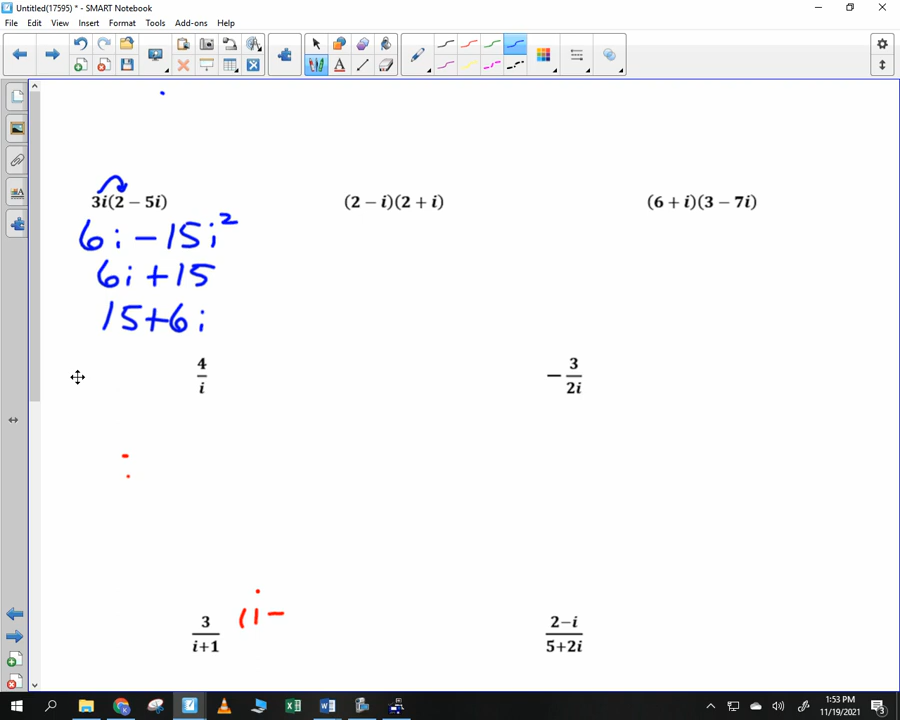 Untitled(17595) * - SMART Notebook
File Edit View Insert Format Tools Add-ons Help
3i(2 − 5i) (2 − i)(2 + i) (6 + i)(3 − 7i)
6i − 15i²
6i + 15
15 + 6i
4/i −3/2i
3/i+1 (i − 2−i/5+2i
1:53 PM
11/19/2021
3